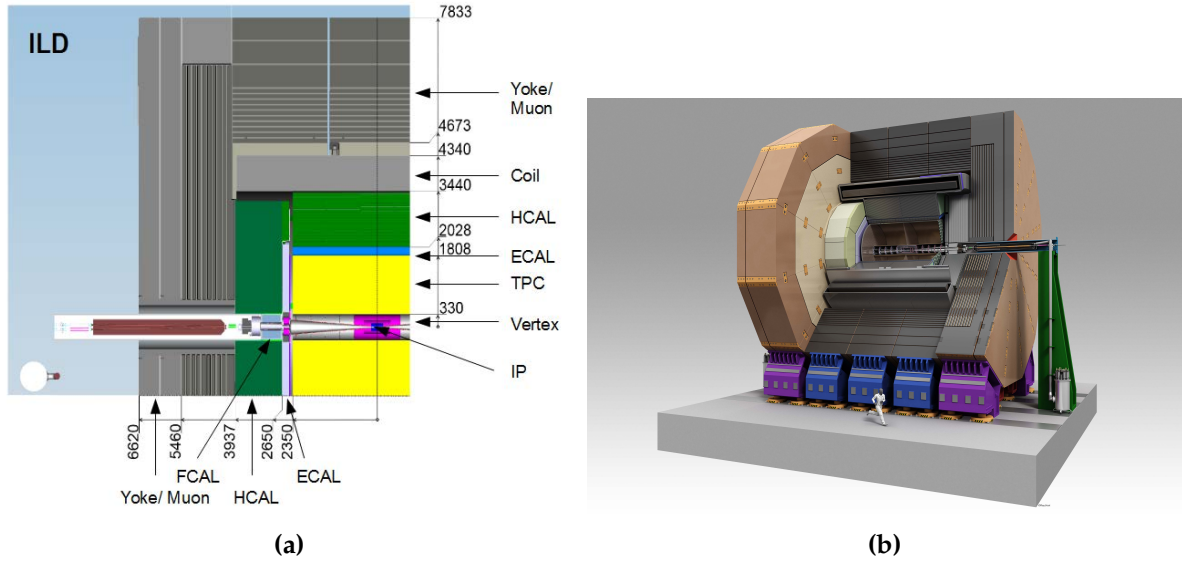 ILD
7833
Yoke/
Muon
4673
4340
Coil
3440
HCAL
2028
1808
ECAL
TPC
330
Vertex
IP
6620
5460
3937
2650
2350
FCAL
ECAL
Yoke/ Muon
HCAL
(a)
(b)